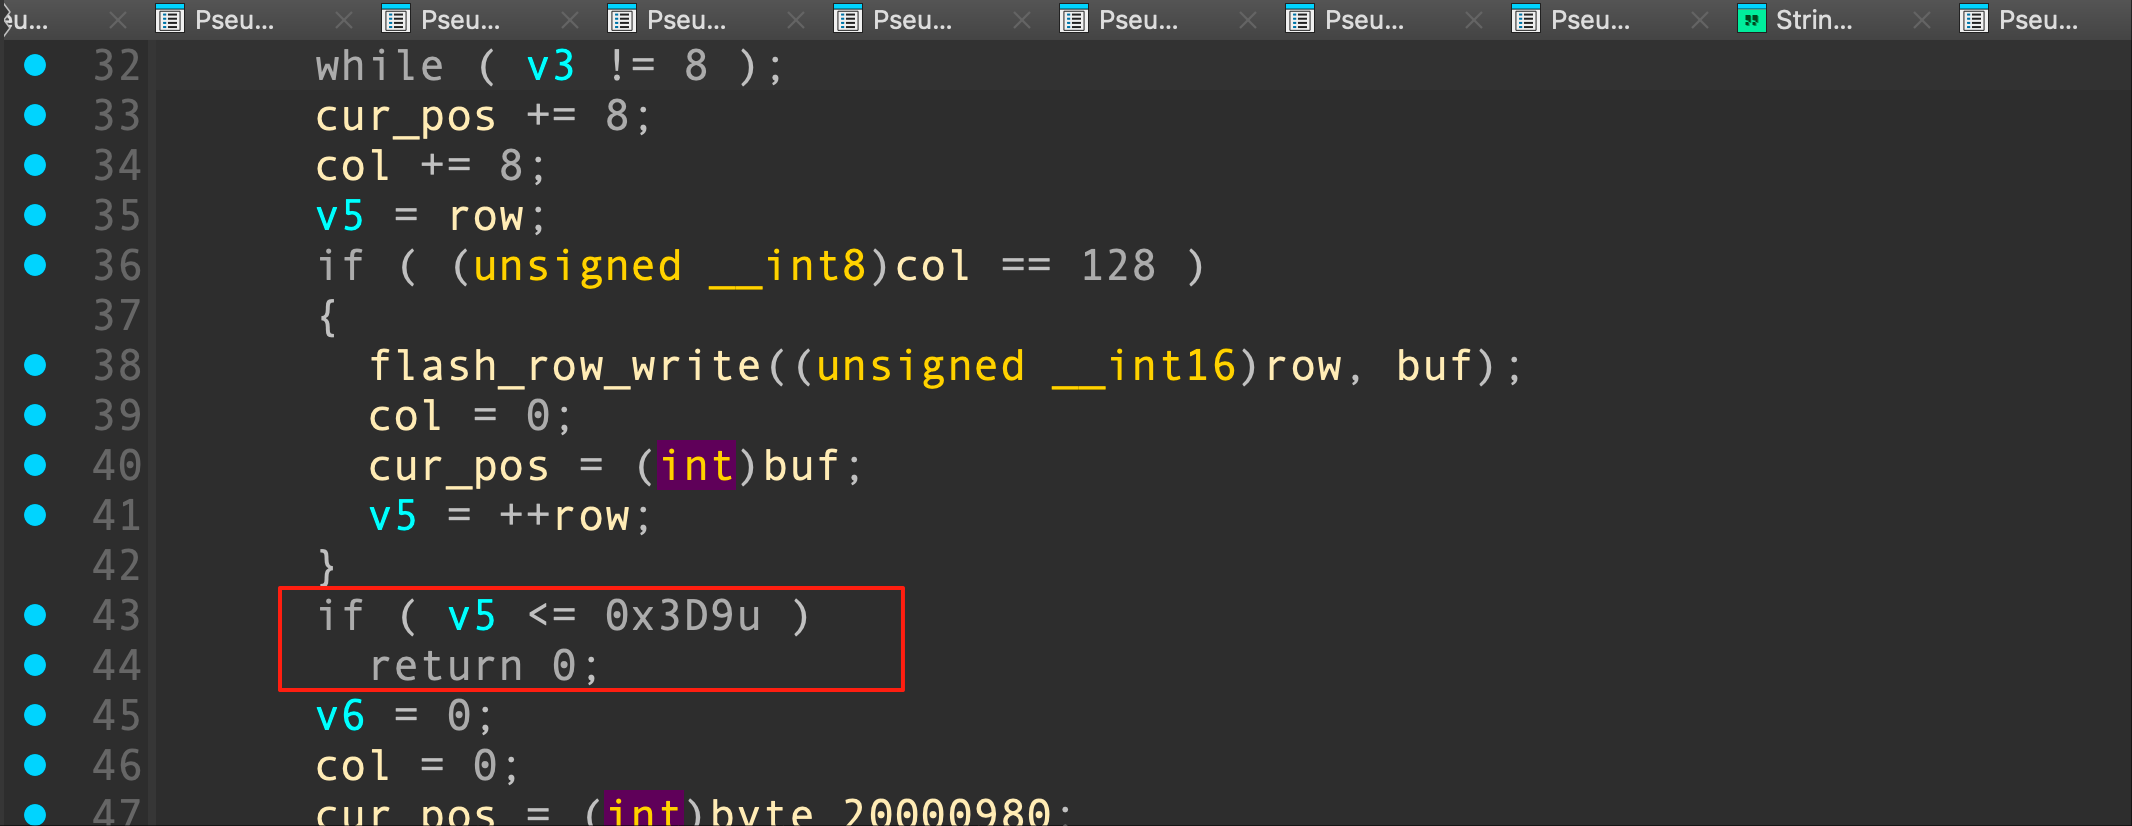 eu... Pseu... Pseu... Pseu... Pseu... Pseu... Pseu... Pseu... Strin... Pseu...
32 while ( v3 != 8 );
33 cur_pos += 8;
34 col += 8;
35 v5 = row;
36 if ( (unsigned __int8)col == 128 )
37 {
38 flash_row_write((unsigned __int16)row, buf);
39 col = 0;
40 cur_pos = (int)buf;
41 v5 = ++row;
42 }
43 if ( v5 <= 0x3D9u )
44 return 0;
45 v6 = 0;
46 col = 0;
47 cur_pos = (int)byte_20000980;